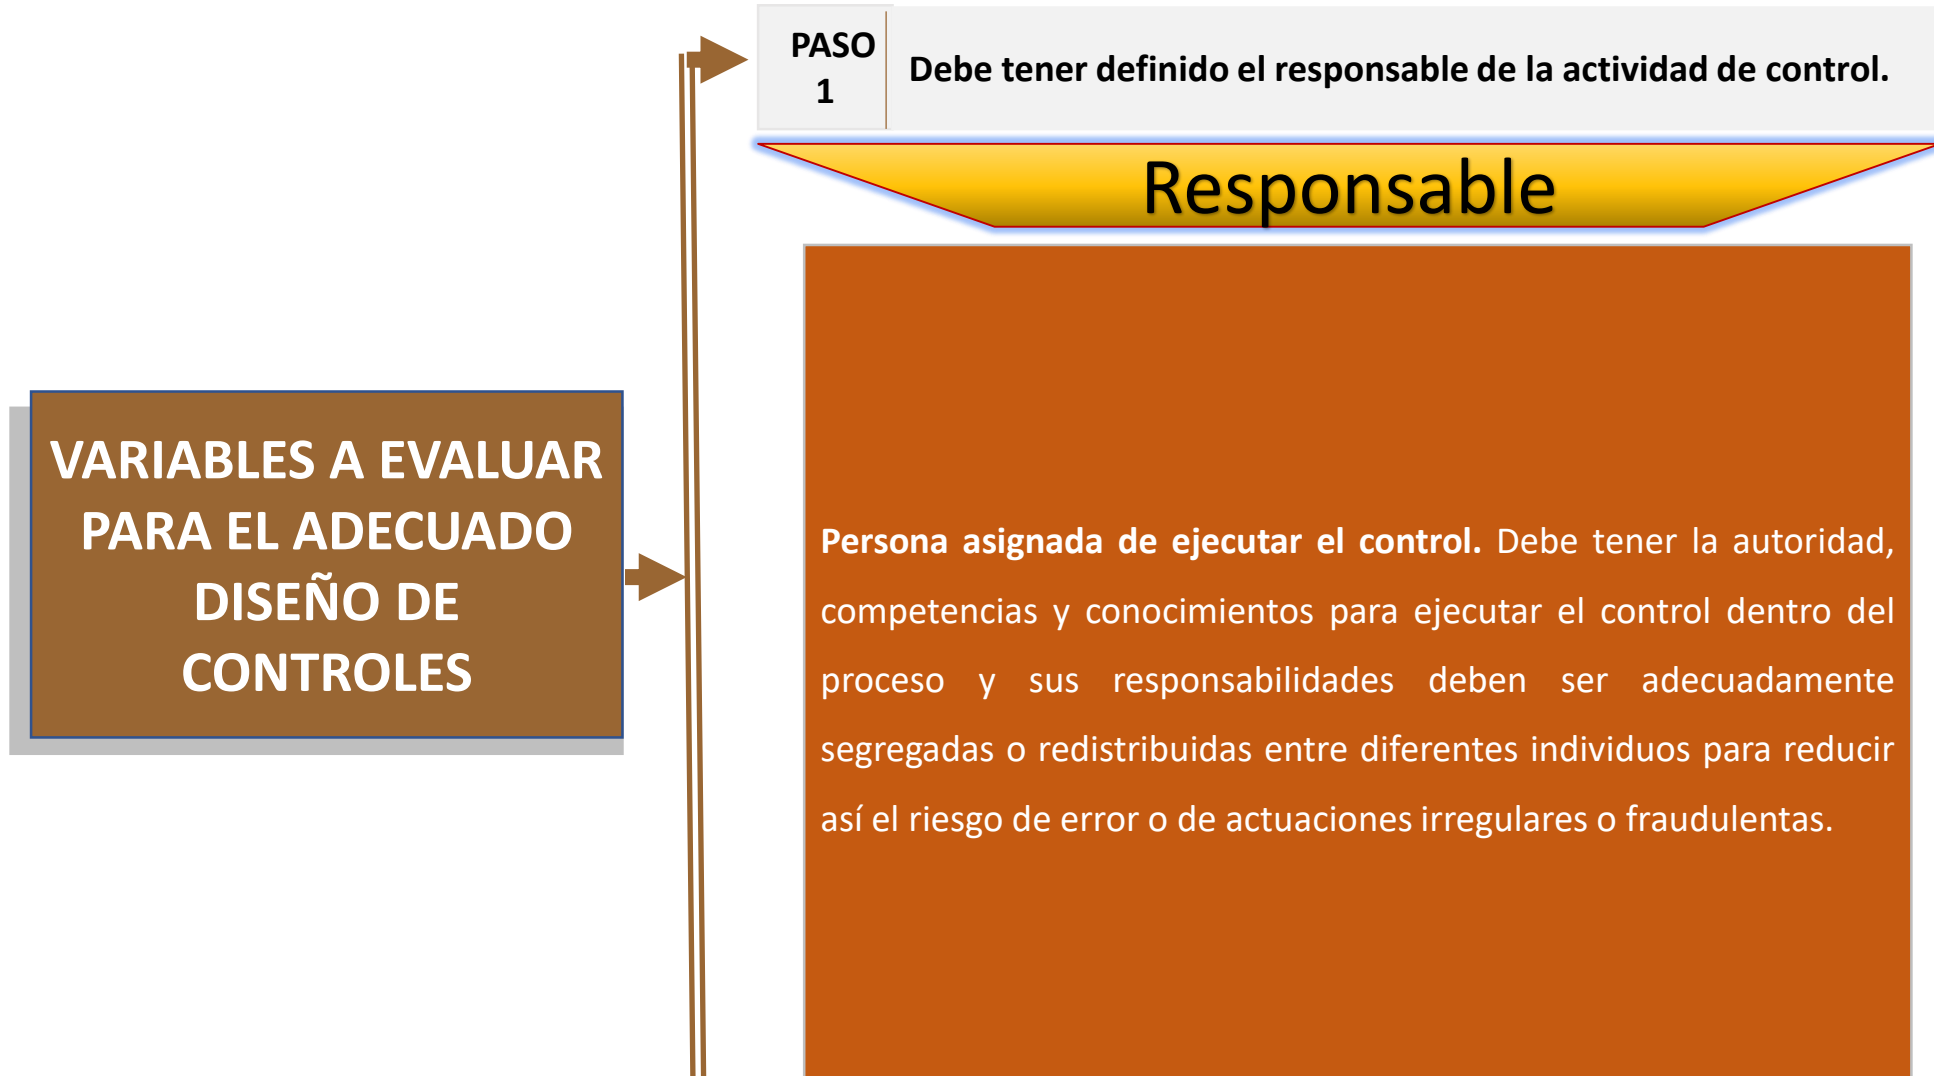 PASO
1
Debe tener definido el responsable de la actividad de control.
Responsable
VARIABLES A EVALUAR
PARA EL ADECUADO
DISEÑO DE
CONTROLES
Persona asignada de ejecutar el control. Debe tener la autoridad,
competencias y conocimientos para ejecutar el control dentro del
proceso y sus responsabilidades deben ser adecuadamente
segregadas o redistribuidas entre diferentes individuos para reducir
así el riesgo de error o de actuaciones irregulares o fraudulentas.